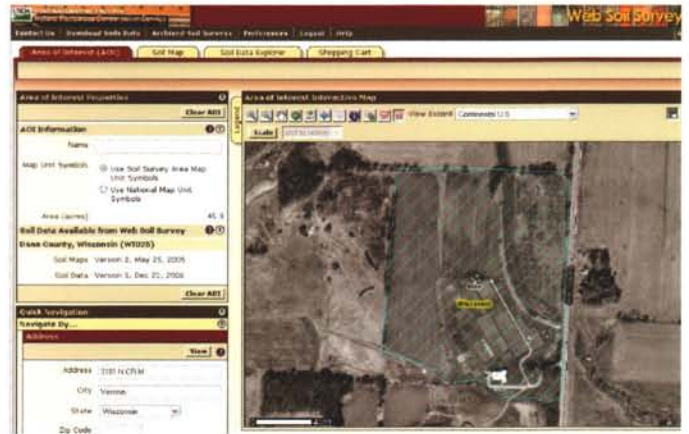 Web Soil Survey
Contact Us Download Soils Data Archived Soil Surveys Preferences Logout Help
Area of Interest (AOI) Soil Map Soil Data Explorer Shopping Cart
Area of Interest Properties
Clear AOI
AOI Information
Name
Map Unit Symbols
Use Soil Survey Area Map Unit Symbols
Use National Map Unit Symbols
Area (acres)
Soil Data Available from Web Soil Survey
Dane County, Wisconsin (WI025)
Soil Maps Version 2, May 25, 2005
Soil Data Version 5, Dec 21, 2006
Clear AOI
Quick Navigation
Navigate By...
Address
View
Address
City Verona
State Wisconsin
Zip Code
Legend
Area of Interest Interactive Map
View Extent Continental U.S.
Scale